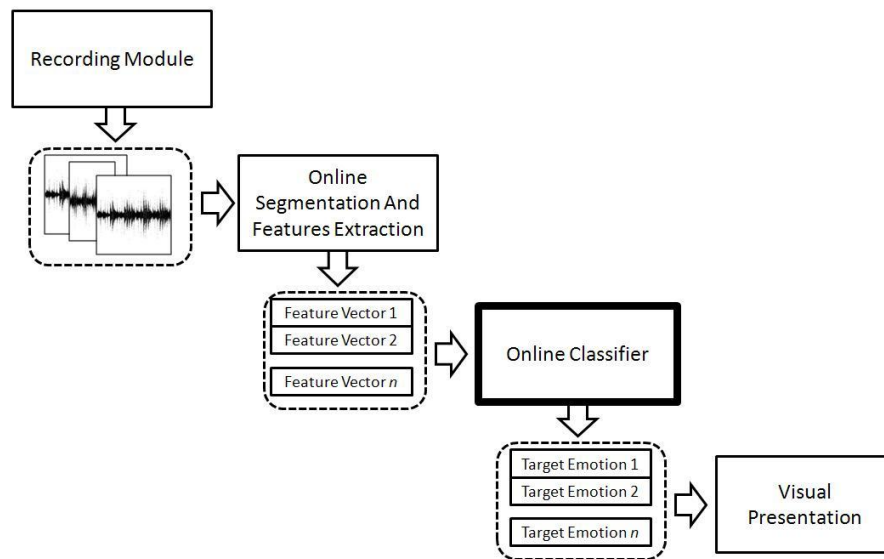 Recording Module
Online
Segmentation And
Features Extraction
Feature Vector 1
Feature Vector 2
Feature Vector n
Online Classifier
Target Emotion 1
Target Emotion 2
Target Emotion n
Visual
Presentation